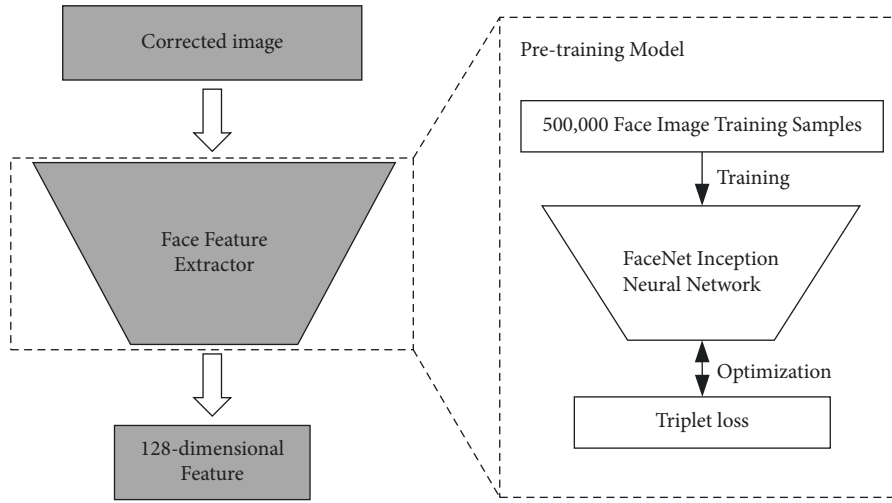 Corrected image
Face Feature
Extractor
128-dimensional
Feature
Pre-training Model
500,000 Face Image Training Samples
Training
FaceNet Inception
Neural Network
Optimization
Triplet loss